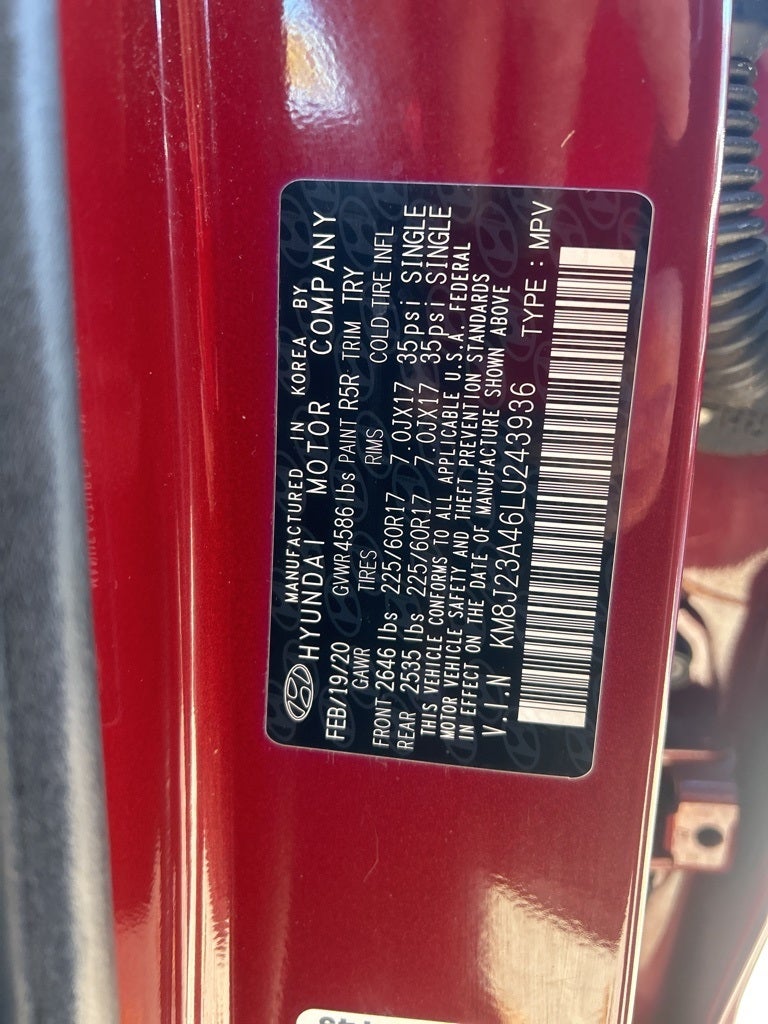 MANUFACTURED IN KOREA BY
HYUNDAI MOTOR COMPANY
FEB/19/20 GVWR 4586 lbs PAINT R5R TRIM TRY
GAWR TIRES RIMS COLD TIRE INFL
FRONT 2646 lbs 225/60R17 7.0JX17 35psi SINGLE
REAR 2535 lbs 225/60R17 7.0JX17 35psi SINGLE
THIS VEHICLE CONFORMS TO ALL APPLICABLE U.S.A. FEDERAL
MOTOR VEHICLE SAFETY AND THEFT PREVENTION STANDARDS
IN EFFECT ON THE DATE OF MANUFACTURE SHOWN ABOVE
V.I.N KM8J23A46LU243936 TYPE : MPV